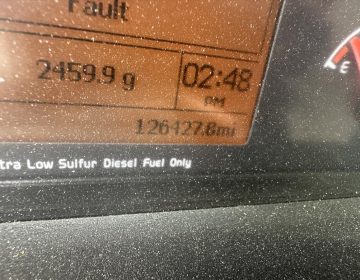 Fault
2459.9 g
02:48
PM
126427.8mi
tra Low Sulfur Diesel Fuel Only
E